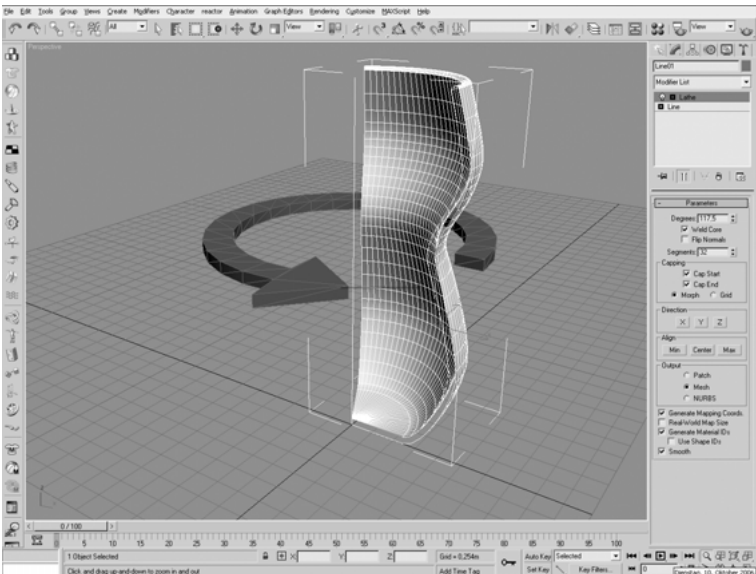 File Edit Tools Group Views Create Modifiers Character reactor Animation Graph Editors Rendering Customize MAXScript Help
All
View
View
Perspective
Line01
Modifier List
Lathe
Line
Parameters
Degrees: 117,5
Weld Core
Flip Normals
Segments: 32
Capping
Cap Start
Cap End
Morph Grid
Direction
X Y Z
Align
Min Center Max
Output
Patch
Mesh
NURBS
Generate Mapping Coords.
Real-World Map Size
Generate Material IDs
Use Shape IDs
Smooth
0 / 100
0 5 10 15 20 25 30 35 40 45 50 55 60 65 70 75 80 85 90 95 100
1 Object Selected
X: Y: Z:
Grid = 0,254m
Auto Key Selected
Click and drag up-and-down to zoom in and out
Add Time Tag
Set Key
Key Filters...
0
Dienstag, 10. Oktober 2006